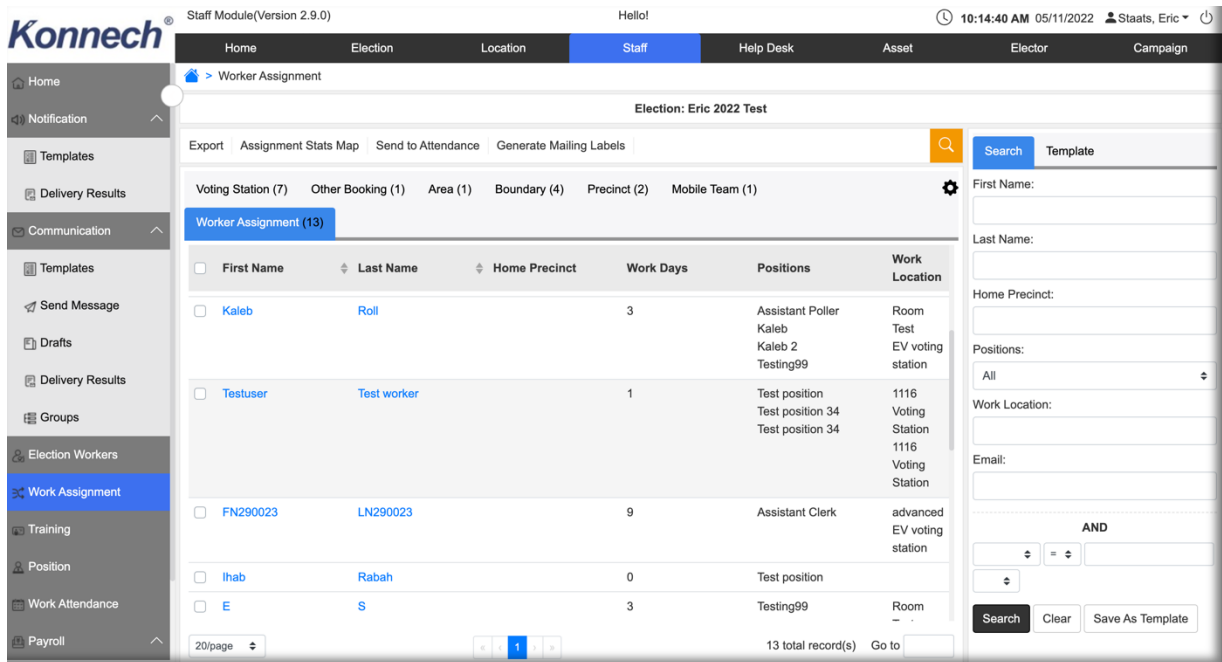 Konnech®
Staff Module(Version 2.9.0)
Hello!
10:14:40 AM 05/11/2022 Staats, Eric
Home Election Location Staff Help Desk Asset Elector Campaign
Home
Notification
Templates
Delivery Results
Communication
Templates
Send Message
Drafts
Delivery Results
Groups
Election Workers
Work Assignment
Training
Position
Work Attendance
Payroll
> Worker Assignment
Election: Eric 2022 Test
Export Assignment Stats Map Send to Attendance Generate Mailing Labels
Voting Station (7) Other Booking (1) Area (1) Boundary (4) Precinct (2) Mobile Team (1)
Worker Assignment (13)
First Name Last Name Home Precinct Work Days Positions Work
Location
Kaleb Roll 3 Assistant Poller Room
Kaleb Test
Kaleb 2 EV voting
Testing99 station
Testuser Test worker 1 Test position 1116
Test position 34 Voting
Test position 34 Station
1116
Voting
Station
FN290023 LN290023 9 Assistant Clerk advanced
EV voting
station
Ihab Rabah 0 Test position
E S 3 Testing99 Room
20/page « ‹ 1 › » 13 total record(s) Go to
Search Template
First Name:
Last Name:
Home Precinct:
Positions:
All
Work Location:
Email:
AND
=
Search Clear Save As Template